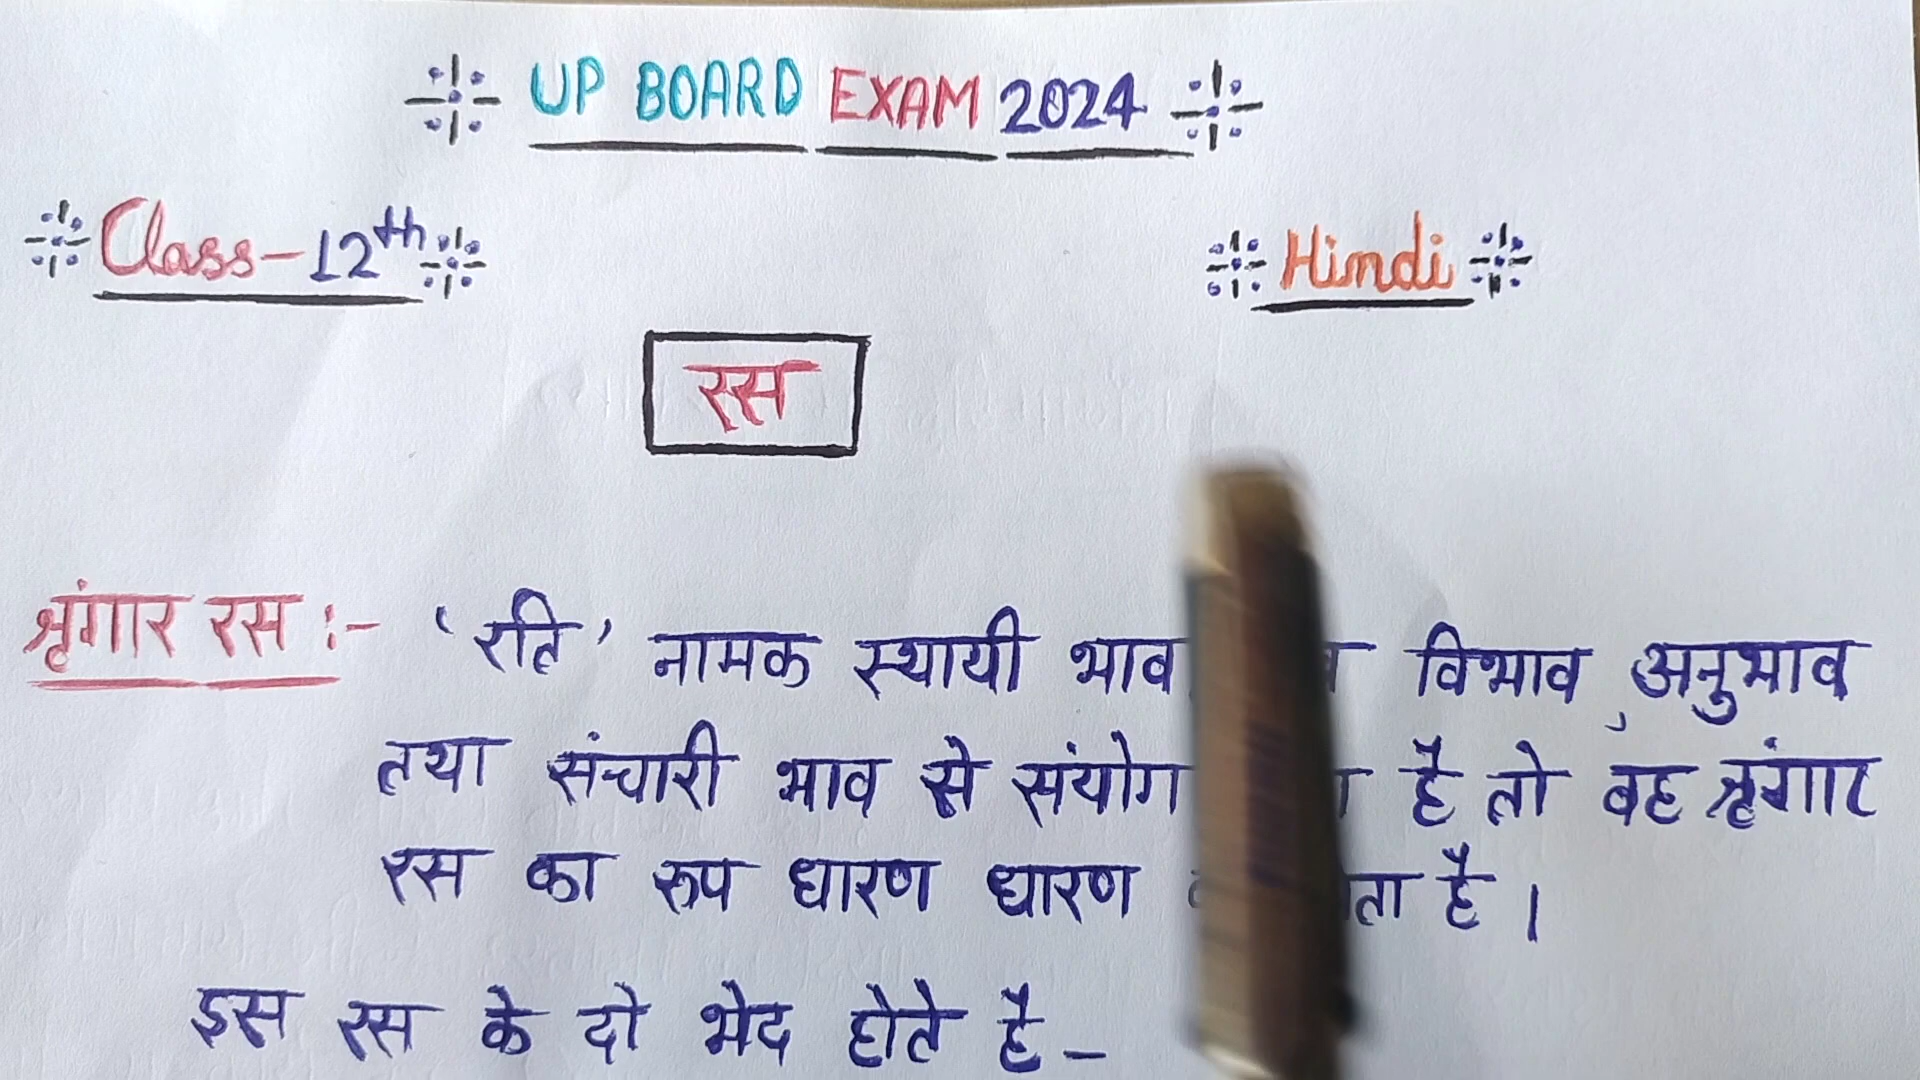 UP BOARD EXAM 2024
Class-12th
Hindi
रस
श्रृंगार रस :- 'रति' नामक स्थायी भाव विभाव, अनुभाव
तथा संचारी भाव से संयोग है तो वह श्रृंगार
रस का रूप धारण धारण है।
इस रस के दो भेद होते है-